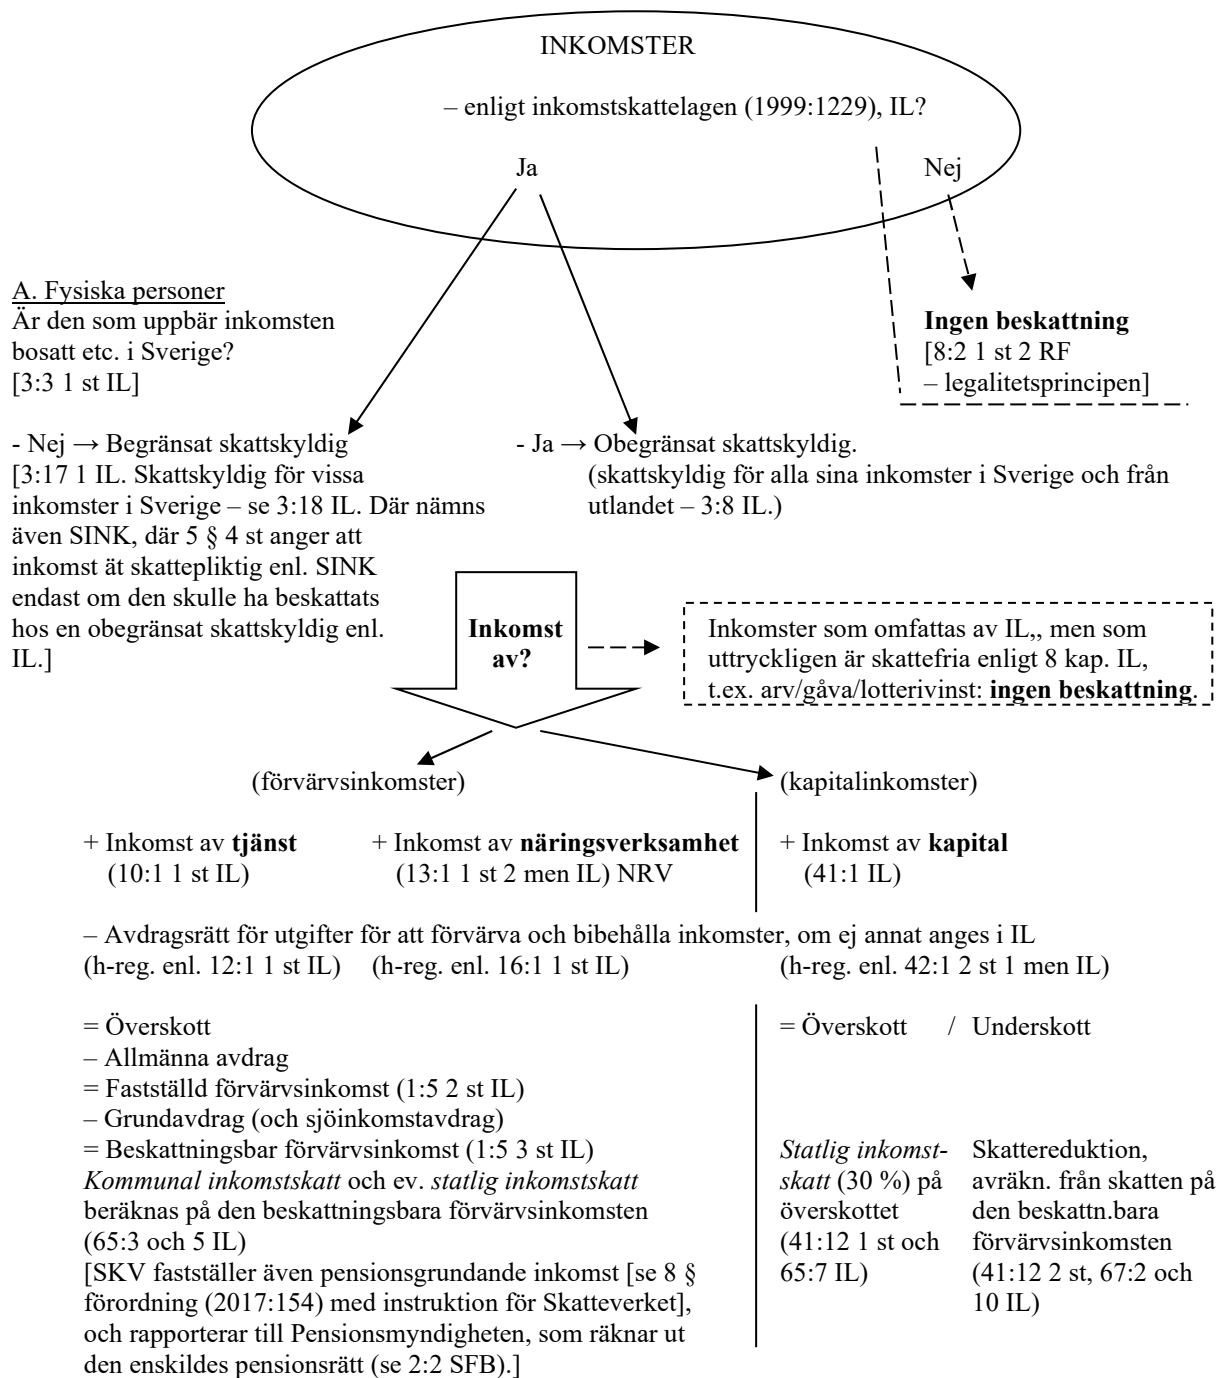 INKOMSTER
– enligt inkomstskattelagen (1999:1229), IL?
Ja
Nej
A. Fysiska personer
Är den som uppbär inkomsten
bosatt etc. i Sverige?
[3:3 1 st IL]
Ingen beskattning
[8:2 1 st 2 RF
– legalitetsprincipen]
- Nej → Begränsat skattskyldig
[3:17 1 IL. Skattskyldig för vissa
inkomster i Sverige – se 3:18 IL. Där nämns
även SINK, där 5 § 4 st anger att
inkomst ät skattepliktig enl. SINK
endast om den skulle ha beskattats
hos en obegränsat skattskyldig enl.
IL.]
- Ja → Obegränsat skattskyldig.
(skattskyldig för alla sina inkomster i Sverige och från
utlandet – 3:8 IL.)
Inkomst
av?
Inkomster som omfattas av IL,, men som
uttryckligen är skattefria enligt 8 kap. IL,
t.ex. arv/gåva/lotterivinst: ingen beskattning.
(förvärvsinkomster)
(kapitalinkomster)
+ Inkomst av tjänst
(10:1 1 st IL)
+ Inkomst av näringsverksamhet
(13:1 1 st 2 men IL) NRV
+ Inkomst av kapital
(41:1 IL)
– Avdragsrätt för utgifter för att förvärva och bibehålla inkomster, om ej annat anges i IL
(h-reg. enl. 12:1 1 st IL) (h-reg. enl. 16:1 1 st IL) (h-reg. enl. 42:1 2 st 1 men IL)
= Överskott
– Allmänna avdrag
= Fastställd förvärvsinkomst (1:5 2 st IL)
– Grundavdrag (och sjöinkomstavdrag)
= Beskattningsbar förvärvsinkomst (1:5 3 st IL)
Kommunal inkomstskatt och ev. statlig inkomstskatt
beräknas på den beskattningsbara förvärvsinkomsten
(65:3 och 5 IL)
[SKV fastställer även pensionsgrundande inkomst [se 8 §
förordning (2017:154) med instruktion för Skatteverket],
och rapporterar till Pensionsmyndigheten, som räknar ut
den enskildes pensionsrätt (se 2:2 SFB).]
= Överskott / Underskott
Statlig inkomst-
skatt (30 %) på
överskottet
(41:12 1 st och
65:7 IL)
Skattereduktion,
avräkn. från skatten på
den beskattn.bara
förvärvsinkomsten
(41:12 2 st, 67:2 och
10 IL)